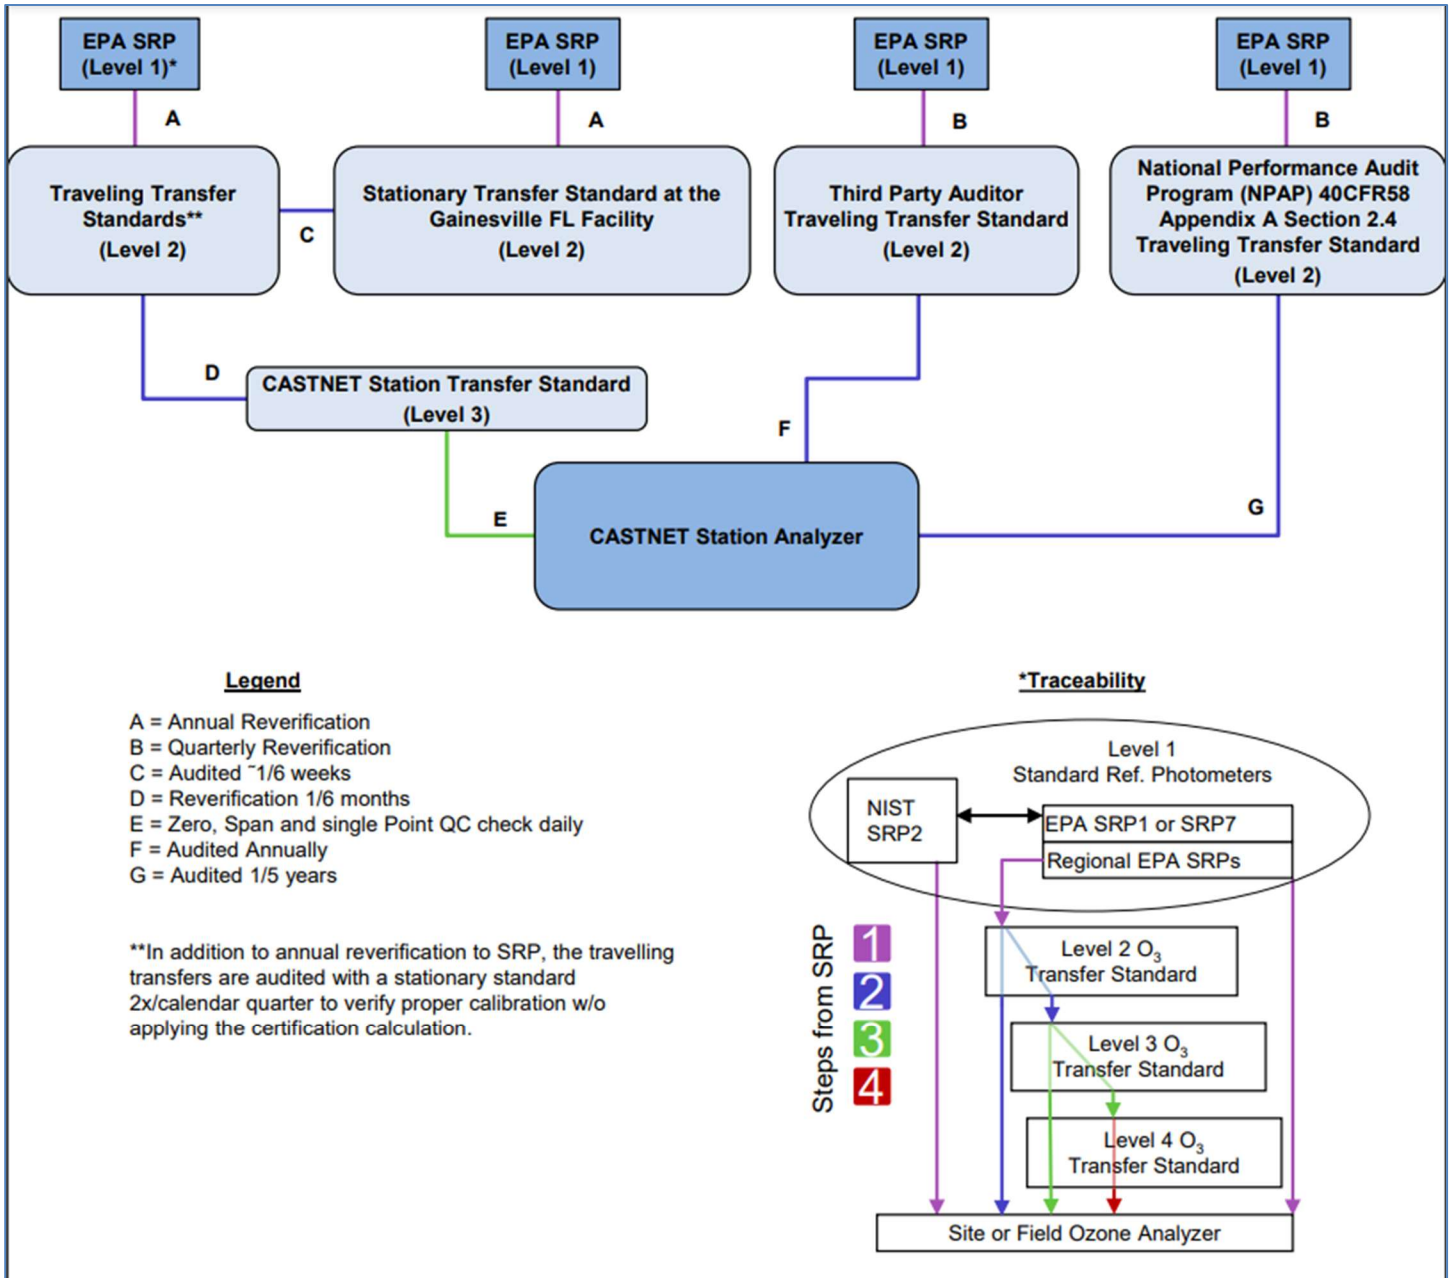 EPA SRP
(Level 1)*
EPA SRP
(Level 1)
EPA SRP
(Level 1)
EPA SRP
(Level 1)
A
A
B
B
Traveling Transfer
Standards**
(Level 2)
C
Stationary Transfer Standard at the
Gainesville FL Facility
(Level 2)
Third Party Auditor
Traveling Transfer Standard
(Level 2)
National Performance Audit
Program (NPAP) 40CFR58
Appendix A Section 2.4
Traveling Transfer Standard
(Level 2)
D
CASTNET Station Transfer Standard
(Level 3)
F
E
CASTNET Station Analyzer
G
Legend
A = Annual Reverification
B = Quarterly Reverification
C = Audited ~1/6 weeks
D = Reverification 1/6 months
E = Zero, Span and single Point QC check daily
F = Audited Annually
G = Audited 1/5 years
**In addition to annual reverification to SRP, the travelling
transfers are audited with a stationary standard
2x/calendar quarter to verify proper calibration w/o
applying the certification calculation.
*Traceability
Level 1
Standard Ref. Photometers
NIST
SRP2
EPA SRP1 or SRP7
Regional EPA SRPs
Steps from SRP
1
2
3
4
Level 2 O₃
Transfer Standard
Level 3 O₃
Transfer Standard
Level 4 O₃
Transfer Standard
Site or Field Ozone Analyzer